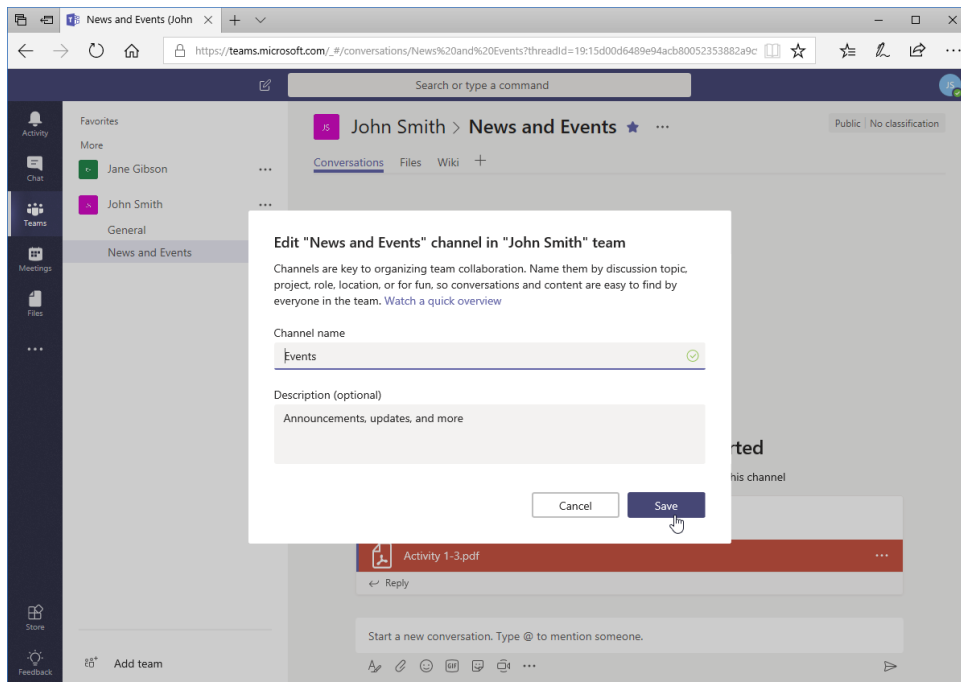 News and Events (John
https://teams.microsoft.com/_#/conversations/News%20and%20Events?threadId=19:15d00d6489e94acb80052353882a9c
Search or type a command
JS
Activity
Chat
Teams
Meetings
Files
Store
Feedback
Favorites
More
Jane Gibson
John Smith
General
News and Events
Add team
JS
John Smith > News and Events
Public | No classification
Conversations Files Wiki
Edit "News and Events" channel in "John Smith" team
Channels are key to organizing team collaboration. Name them by discussion topic,
project, role, location, or for fun, so conversations and content are easy to find by
everyone in the team. Watch a quick overview
Channel name
Events
Description (optional)
Announcements, updates, and more
Cancel
Save
rted
his channel
Activity 1-3.pdf
Reply
Start a new conversation. Type @ to mention someone.
GIF